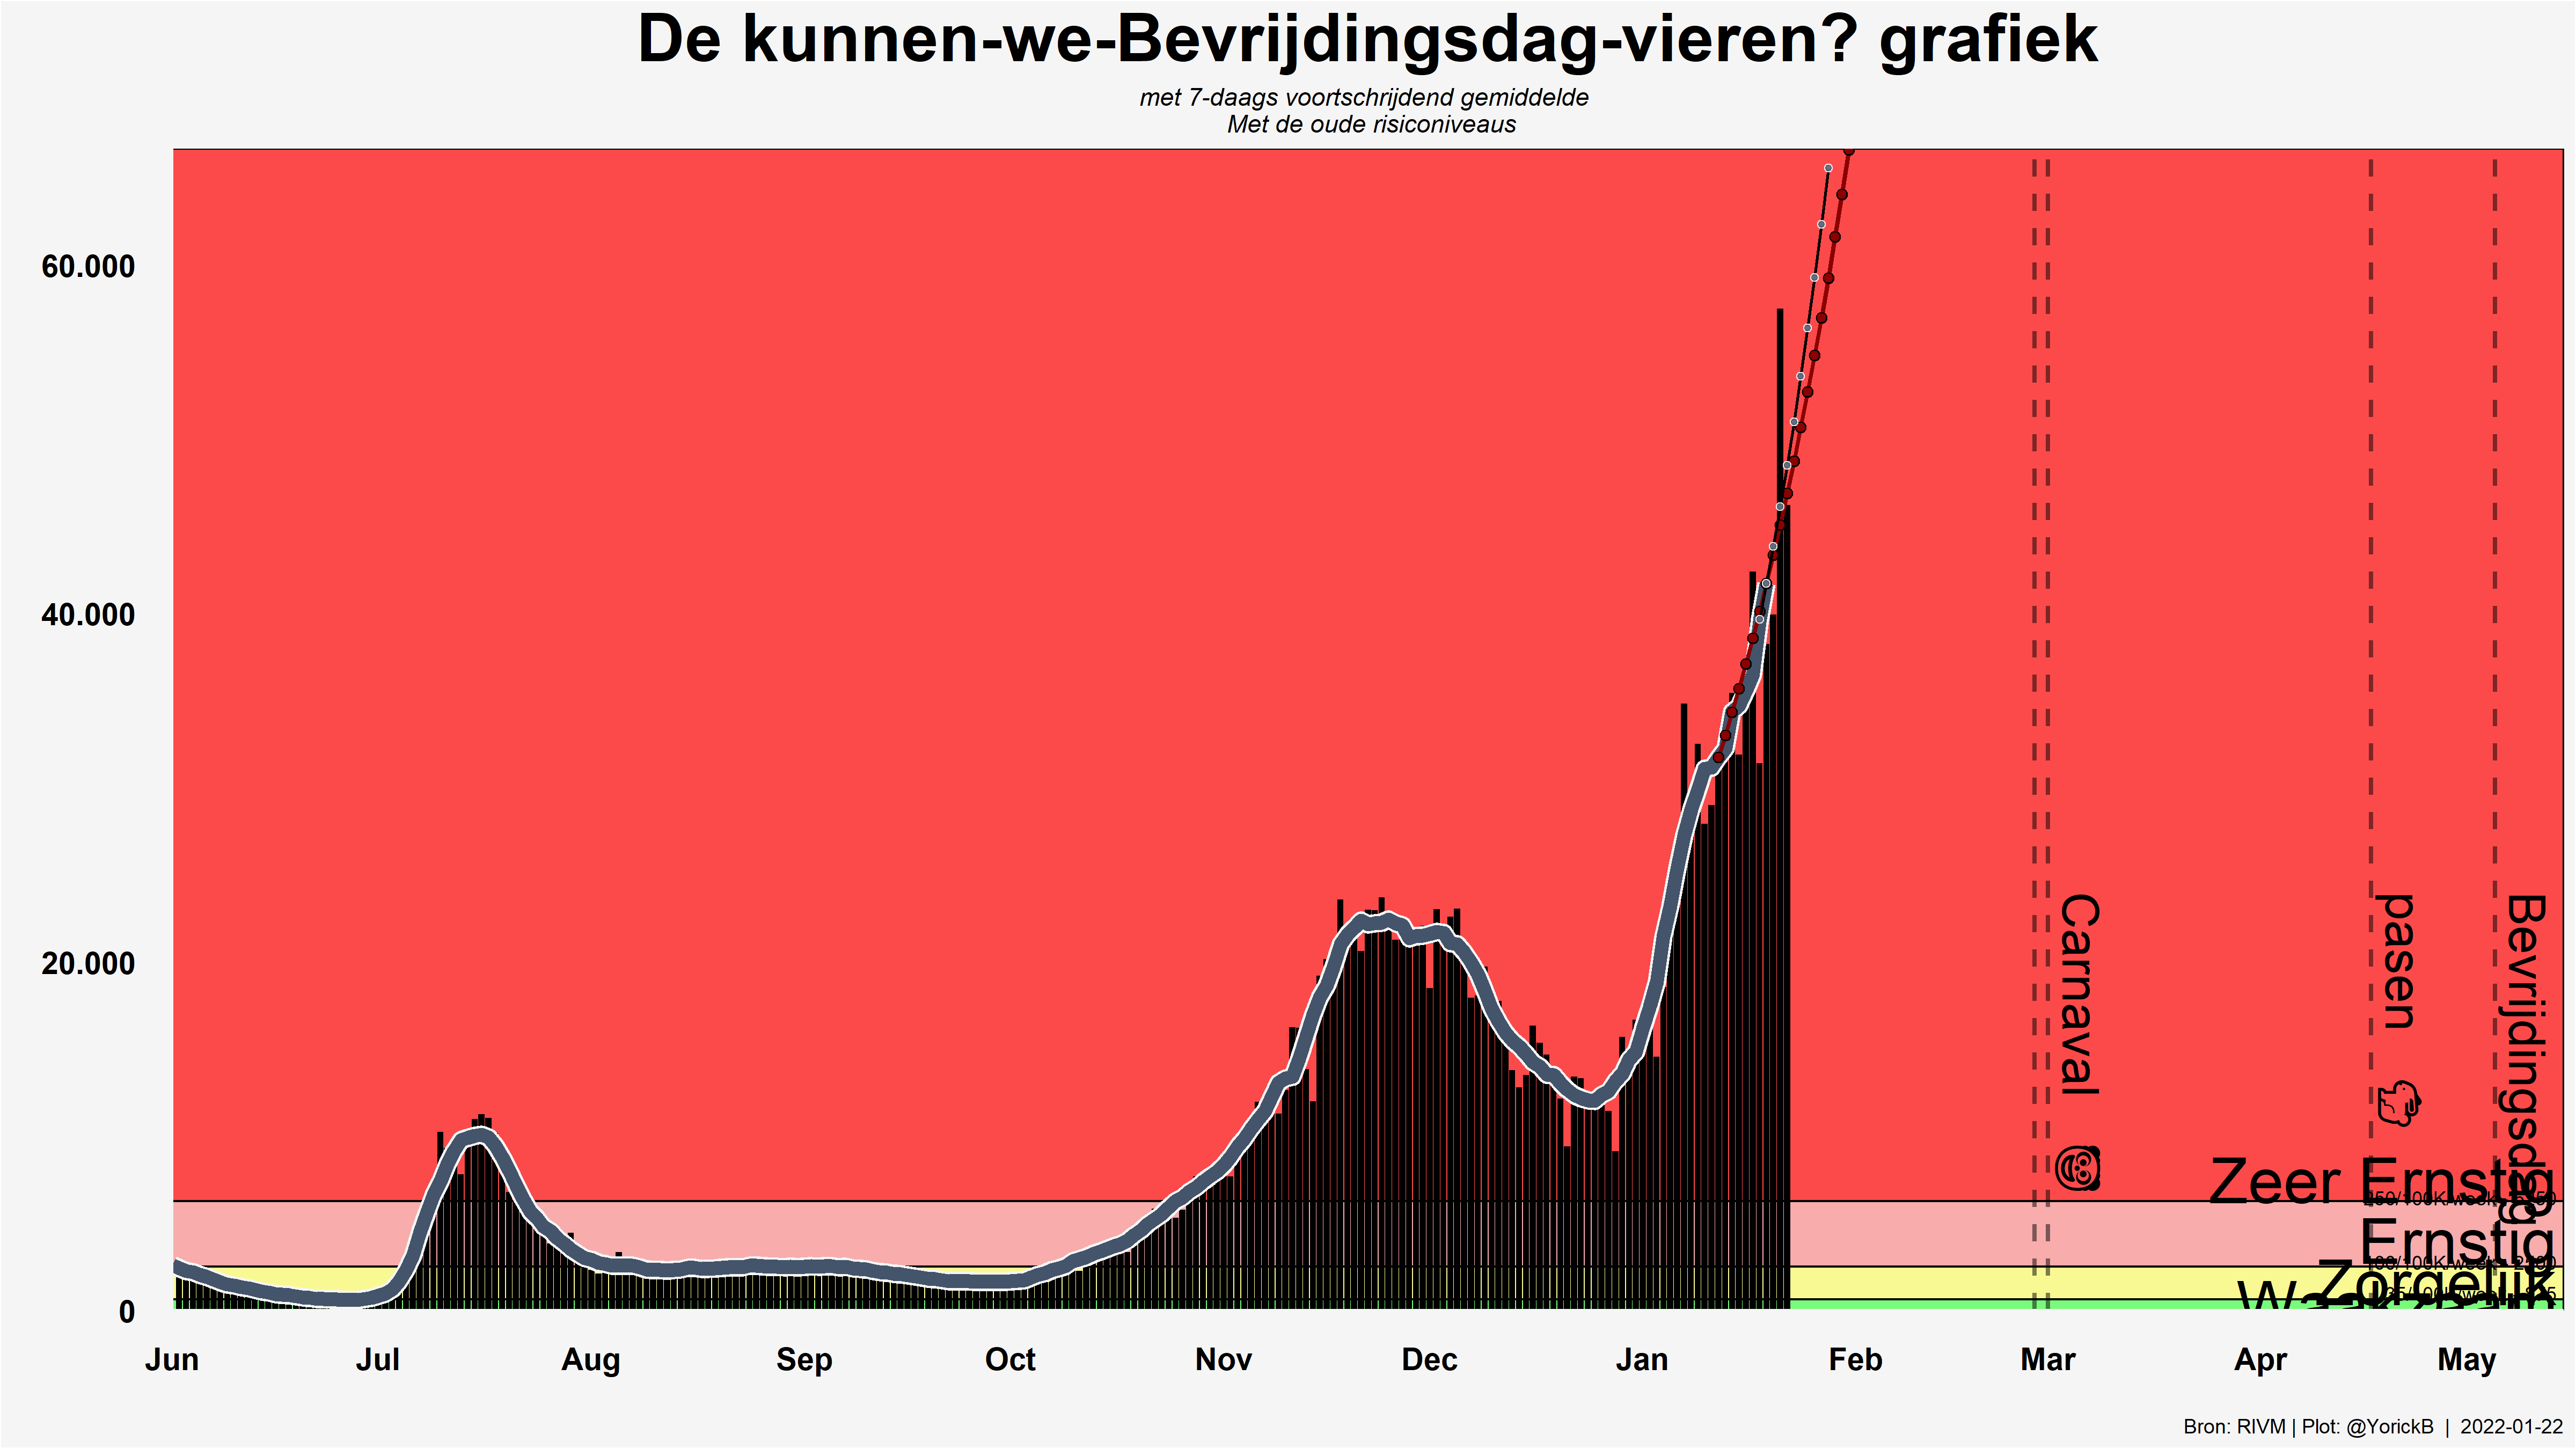 De kunnen-we-Bevrijdingsdag-vieren? grafiek
met 7-daags voortschrijdend gemiddelde
Met de oude risiconiveaus
60.000
40.000
20.000
0
Carnaval
pasen
Bevrijdingsdag
Zeer Ernstig
Ernstig
Zorgelijk
Waakzaam
Jun Jul Aug Sep Oct Nov Dec Jan Feb Mar Apr May
Bron: RIVM | Plot: @YorickB | 2022-01-22